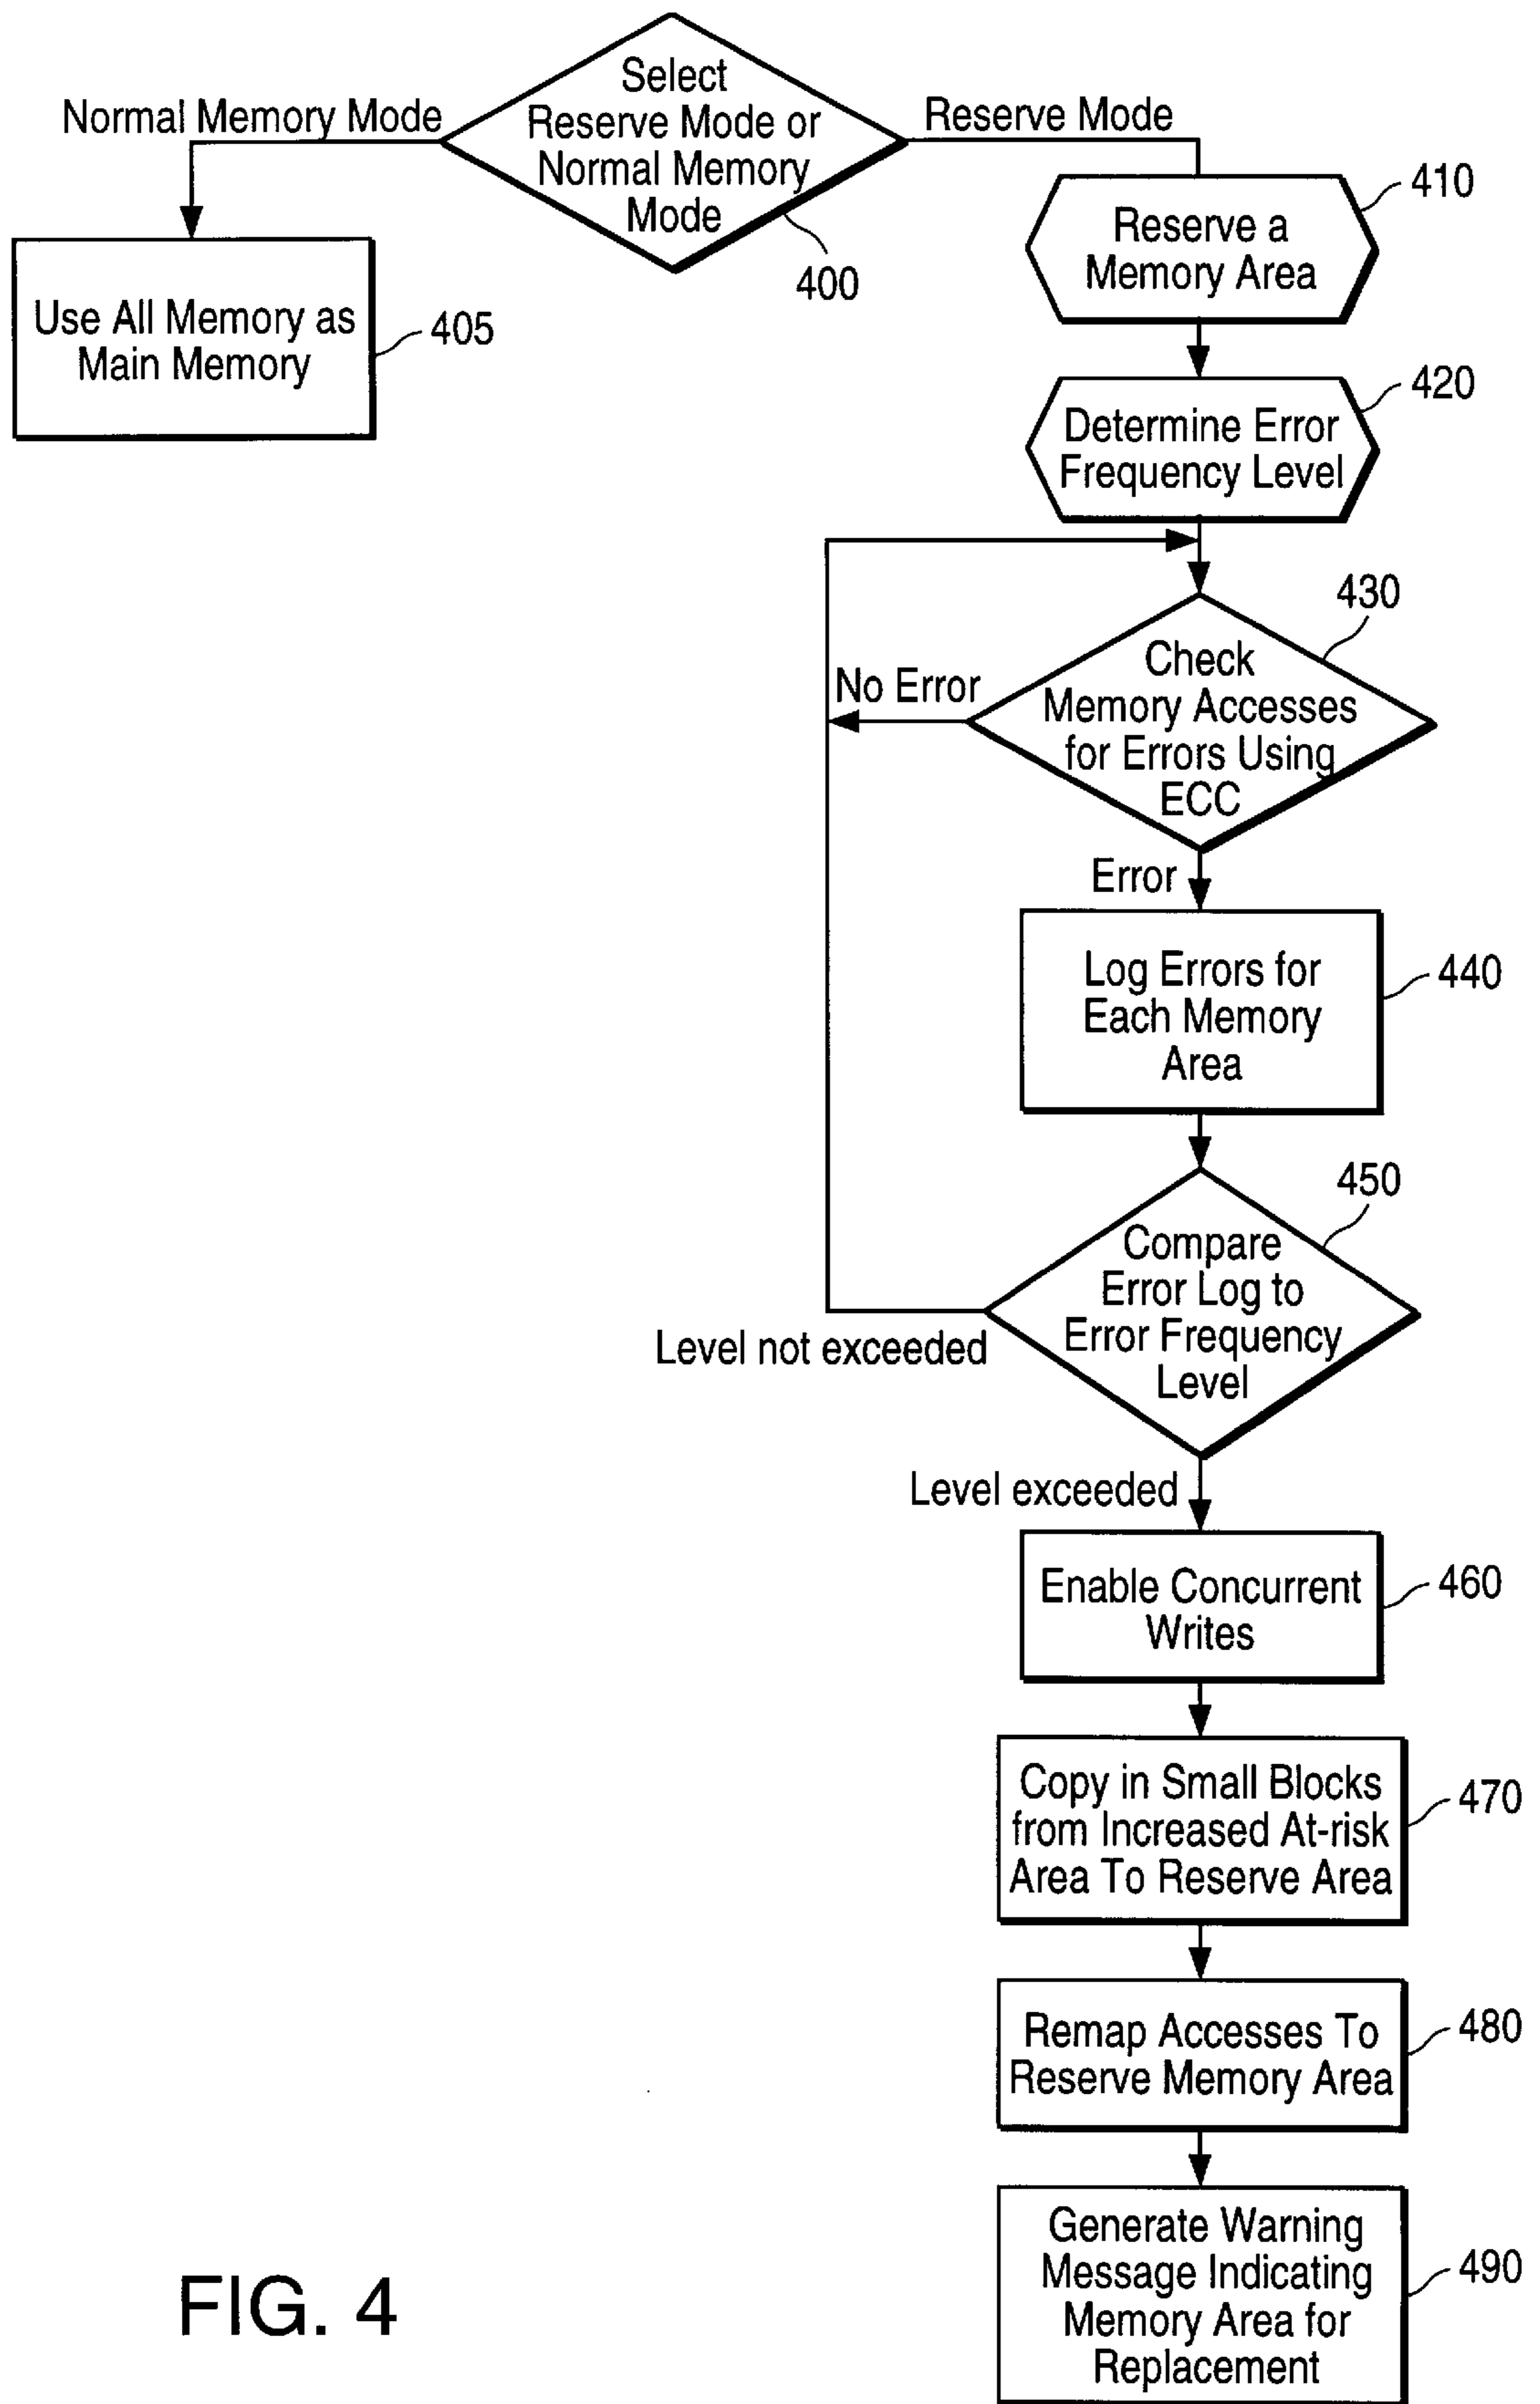 Select
Reserve Mode or
Normal Memory
Mode
400
Normal Memory Mode
Reserve Mode
Use All Memory as
Main Memory
405
Reserve a
Memory Area
410
Determine Error
Frequency Level
420
Check
Memory Accesses
for Errors Using
ECC
430
No Error
Error
Log Errors for
Each Memory
Area
440
Compare
Error Log to
Error Frequency
Level
450
Level not exceeded
Level exceeded
Enable Concurrent
Writes
460
Copy in Small Blocks
from Increased At-risk
Area To Reserve Area
470
Remap Accesses To
Reserve Memory Area
480
Generate Warning
Message Indicating
Memory Area for
Replacement
490
FIG. 4